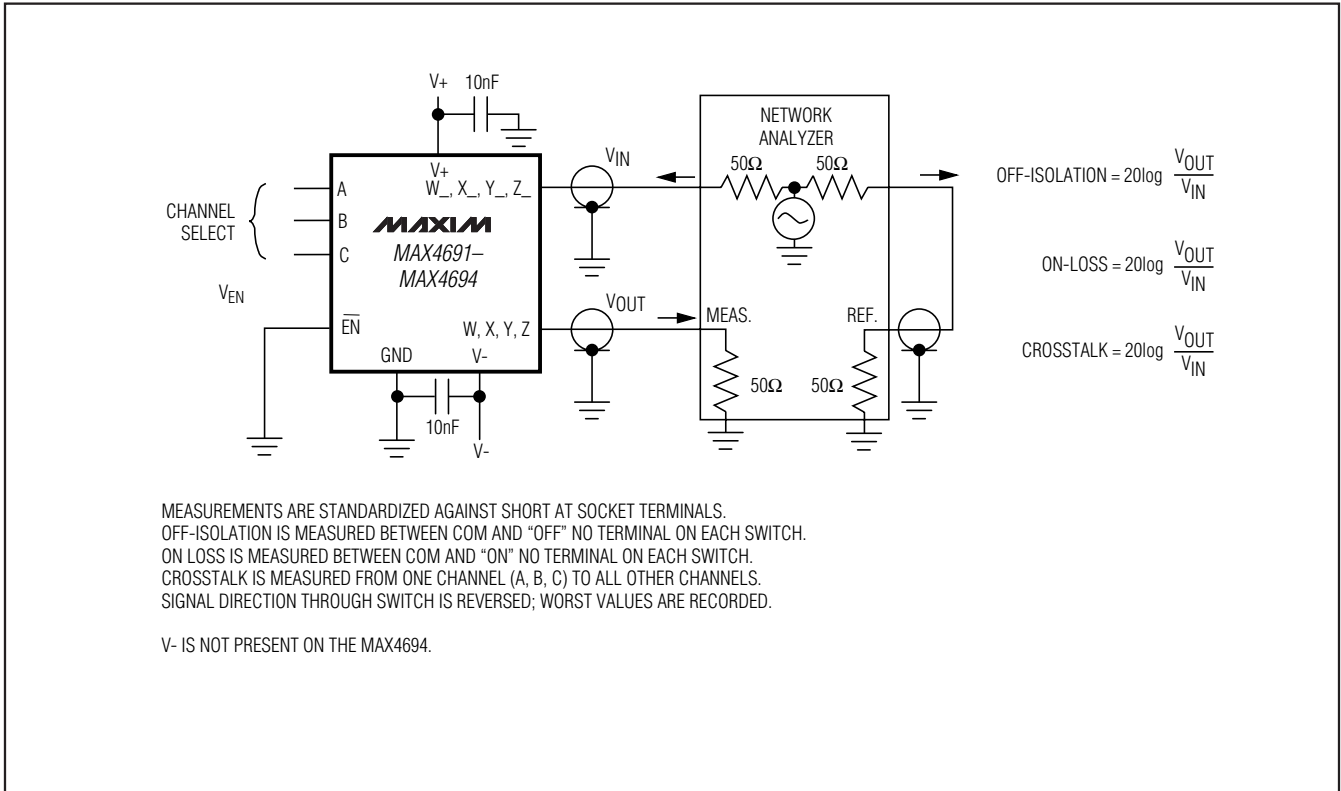 V+ 10nF
V+
W_, X_, Y_, Z_
A
B
C
CHANNEL
SELECT
MAXIM
MAX4691–
MAX4694
VEN
EN
W, X, Y, Z
GND
V-
10nF
V-
VIN
VOUT
NETWORK
ANALYZER
50Ω 50Ω
MEAS. REF.
50Ω 50Ω
OFF-ISOLATION = 20log VOUT
VIN
ON-LOSS = 20log VOUT
VIN
CROSSTALK = 20log VOUT
VIN
MEASUREMENTS ARE STANDARDIZED AGAINST SHORT AT SOCKET TERMINALS.
OFF-ISOLATION IS MEASURED BETWEEN COM AND “OFF” NO TERMINAL ON EACH SWITCH.
ON LOSS IS MEASURED BETWEEN COM AND “ON” NO TERMINAL ON EACH SWITCH.
CROSSTALK IS MEASURED FROM ONE CHANNEL (A, B, C) TO ALL OTHER CHANNELS.
SIGNAL DIRECTION THROUGH SWITCH IS REVERSED; WORST VALUES ARE RECORDED.
V- IS NOT PRESENT ON THE MAX4694.